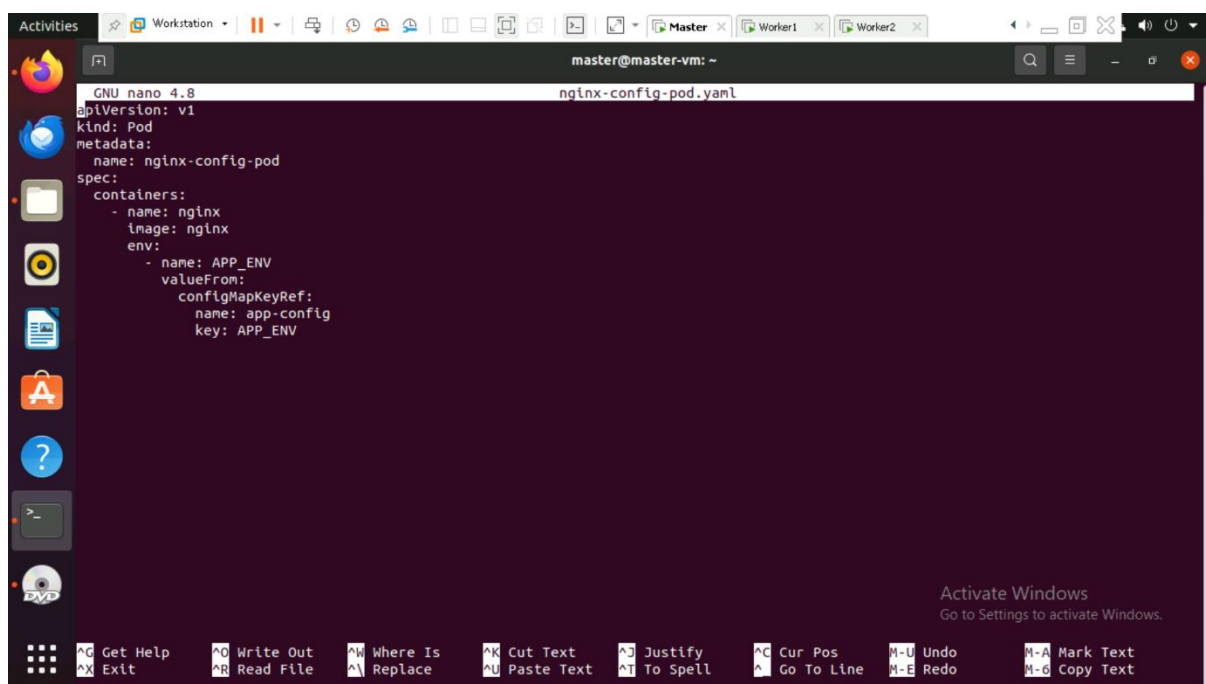 Activities Workstation Master Worker1 Worker2
master@master-vm: ~
GNU nano 4.8 nginx-config-pod.yaml
apiVersion: v1
kind: Pod
metadata:
  name: nginx-config-pod
spec:
  containers:
    - name: nginx
      image: nginx
      env:
        - name: APP_ENV
          valueFrom:
            configMapKeyRef:
              name: app-config
              key: APP_ENV
Activate Windows
Go to Settings to activate Windows.
^G Get Help ^O Write Out ^W Where Is ^K Cut Text ^J Justify ^C Cur Pos M-U Undo M-A Mark Text
^X Exit ^R Read File ^\ Replace ^U Paste Text ^T To Spell ^_ Go To Line M-E Redo M-6 Copy Text
DVD